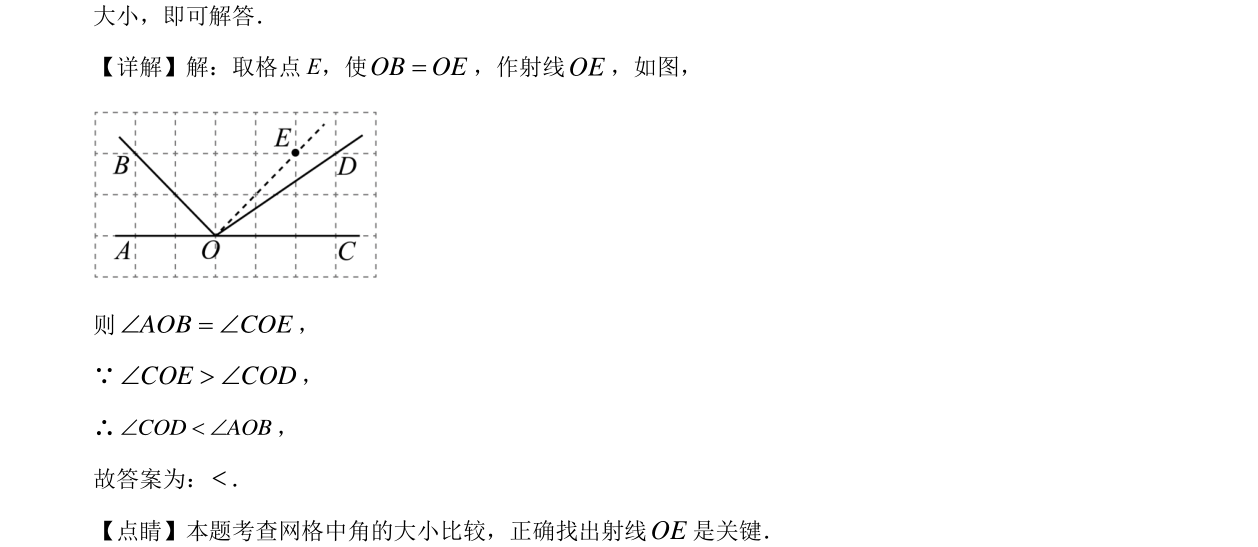 大小，即可解答．
【详解】解：取格点 E，使OB = OE，作射线OE，如图，
E
B
D
A
O
C
则∠AOB = ∠COE，
∵∠COE > ∠COD，
∴∠COD < ∠AOB，
故答案为：<．
【点睛】本题考查网格中角的大小比较，正确找出射线OE是关键．